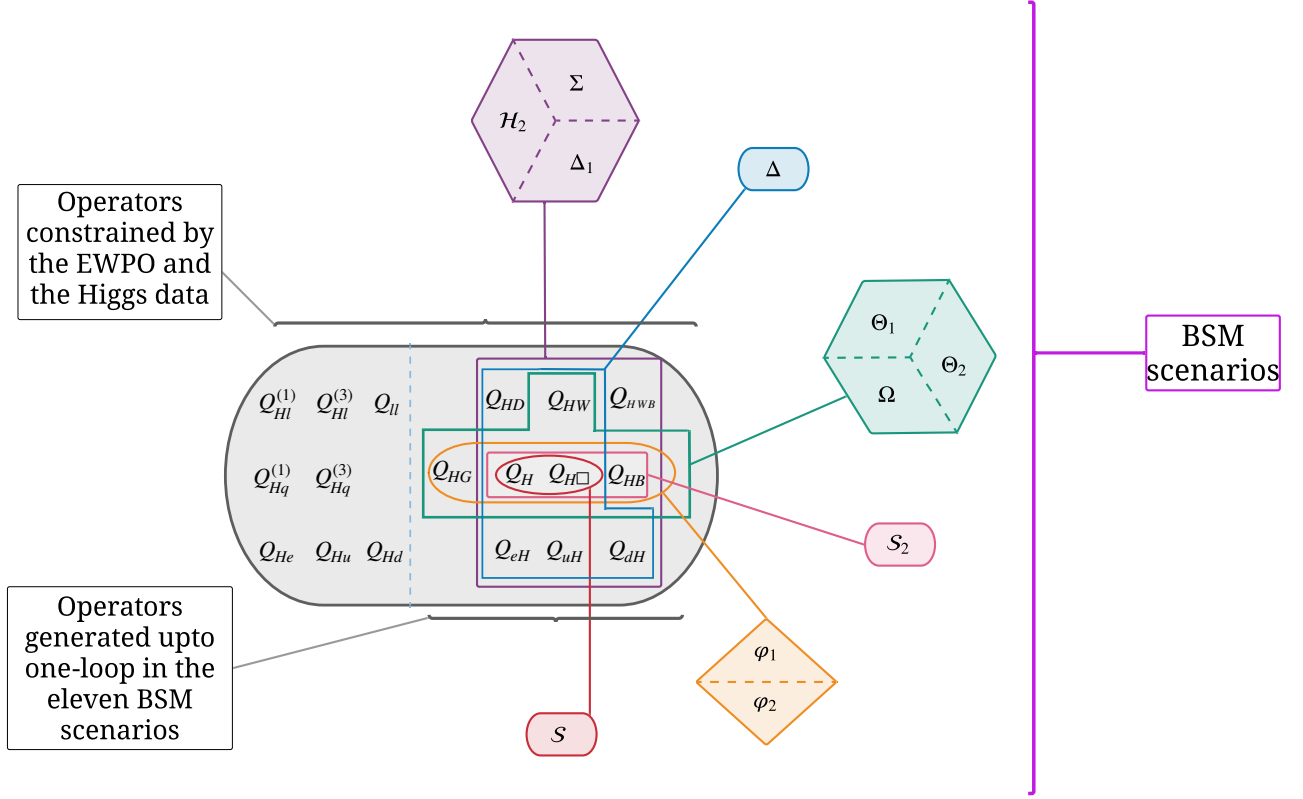 Σ
ℋ₂
Δ₁
Δ
Operators
constrained by
the EWPO and
the Higgs data
Θ₁
Θ₂
Ω
BSM
scenarios
Q_{Hl}^{(1)} Q_{Hl}^{(3)} Q_{ll} Q_{HD} Q_{HW} Q_{HWB}
Q_{Hq}^{(1)} Q_{Hq}^{(3)} Q_{HG} Q_H Q_{H□} Q_{HB}
Q_{He} Q_{Hu} Q_{Hd} Q_{eH} Q_{uH} Q_{dH}
𝒮₂
Operators
generated upto
one-loop in the
eleven BSM
scenarios
φ₁
φ₂
𝒮